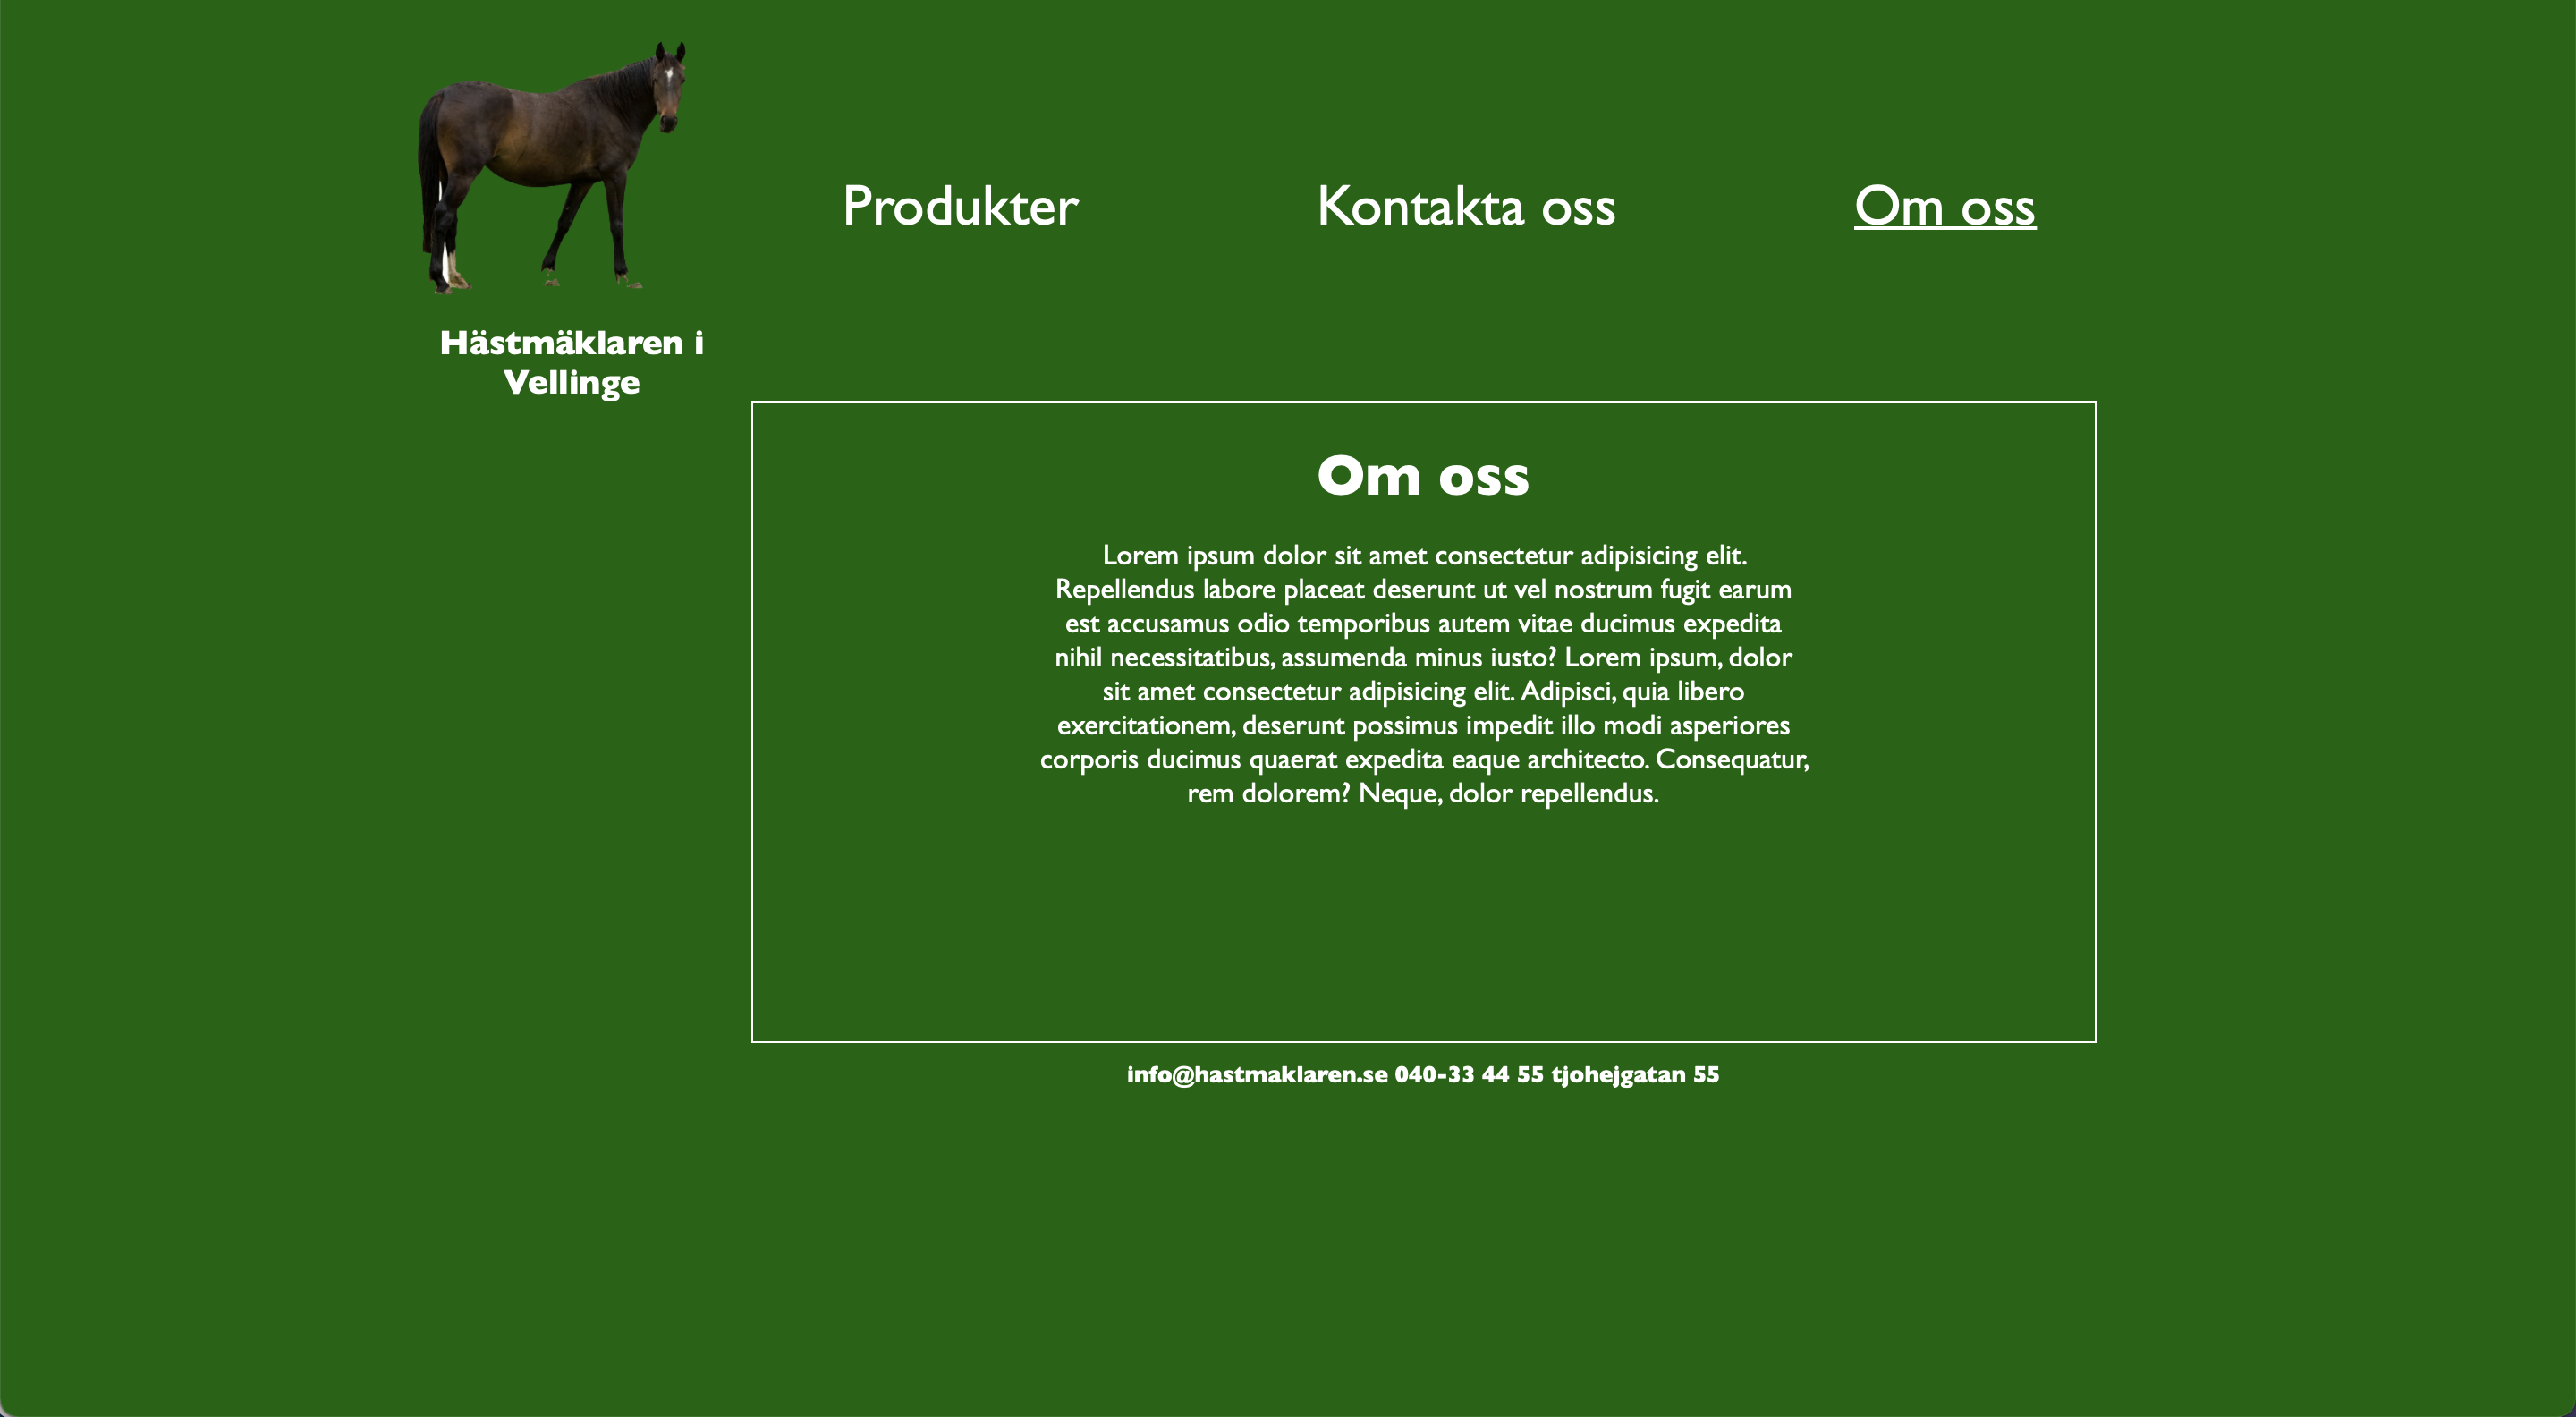 Produkter
Kontakta oss
Om oss
Hästmäklaren i
Vellinge
Om oss
Lorem ipsum dolor sit amet consectetur adipisicing elit.
Repellendus labore placeat deserunt ut vel nostrum fugit earum
est accusamus odio temporibus autem vitae ducimus expedita
nihil necessitatibus, assumenda minus iusto? Lorem ipsum, dolor
sit amet consectetur adipisicing elit. Adipisci, quia libero
exercitationem, deserunt possimus impedit illo modi asperiores
corporis ducimus quaerat expedita eaque architecto. Consequatur,
rem dolorem? Neque, dolor repellendus.
info@hastmaklaren.se 040-33 44 55 tjohejgatan 55